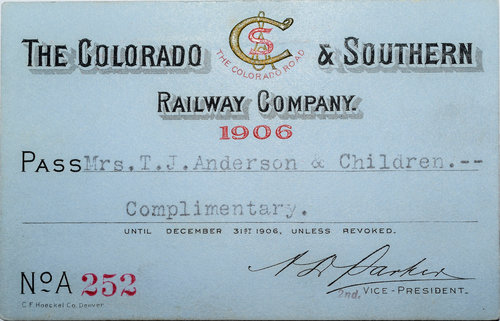 THE COLORADO & SOUTHERN
C&S
THE COLORADO ROAD
RAILWAY COMPANY.
1906
PASS Mrs.T.J.Anderson & Children.--
Complimentary.
UNTIL DECEMBER 31ST 1906, UNLESS REVOKED.
Parker
2nd. VICE-PRESIDENT.
No A 252
C.F. Hoeckel Co. Denver.